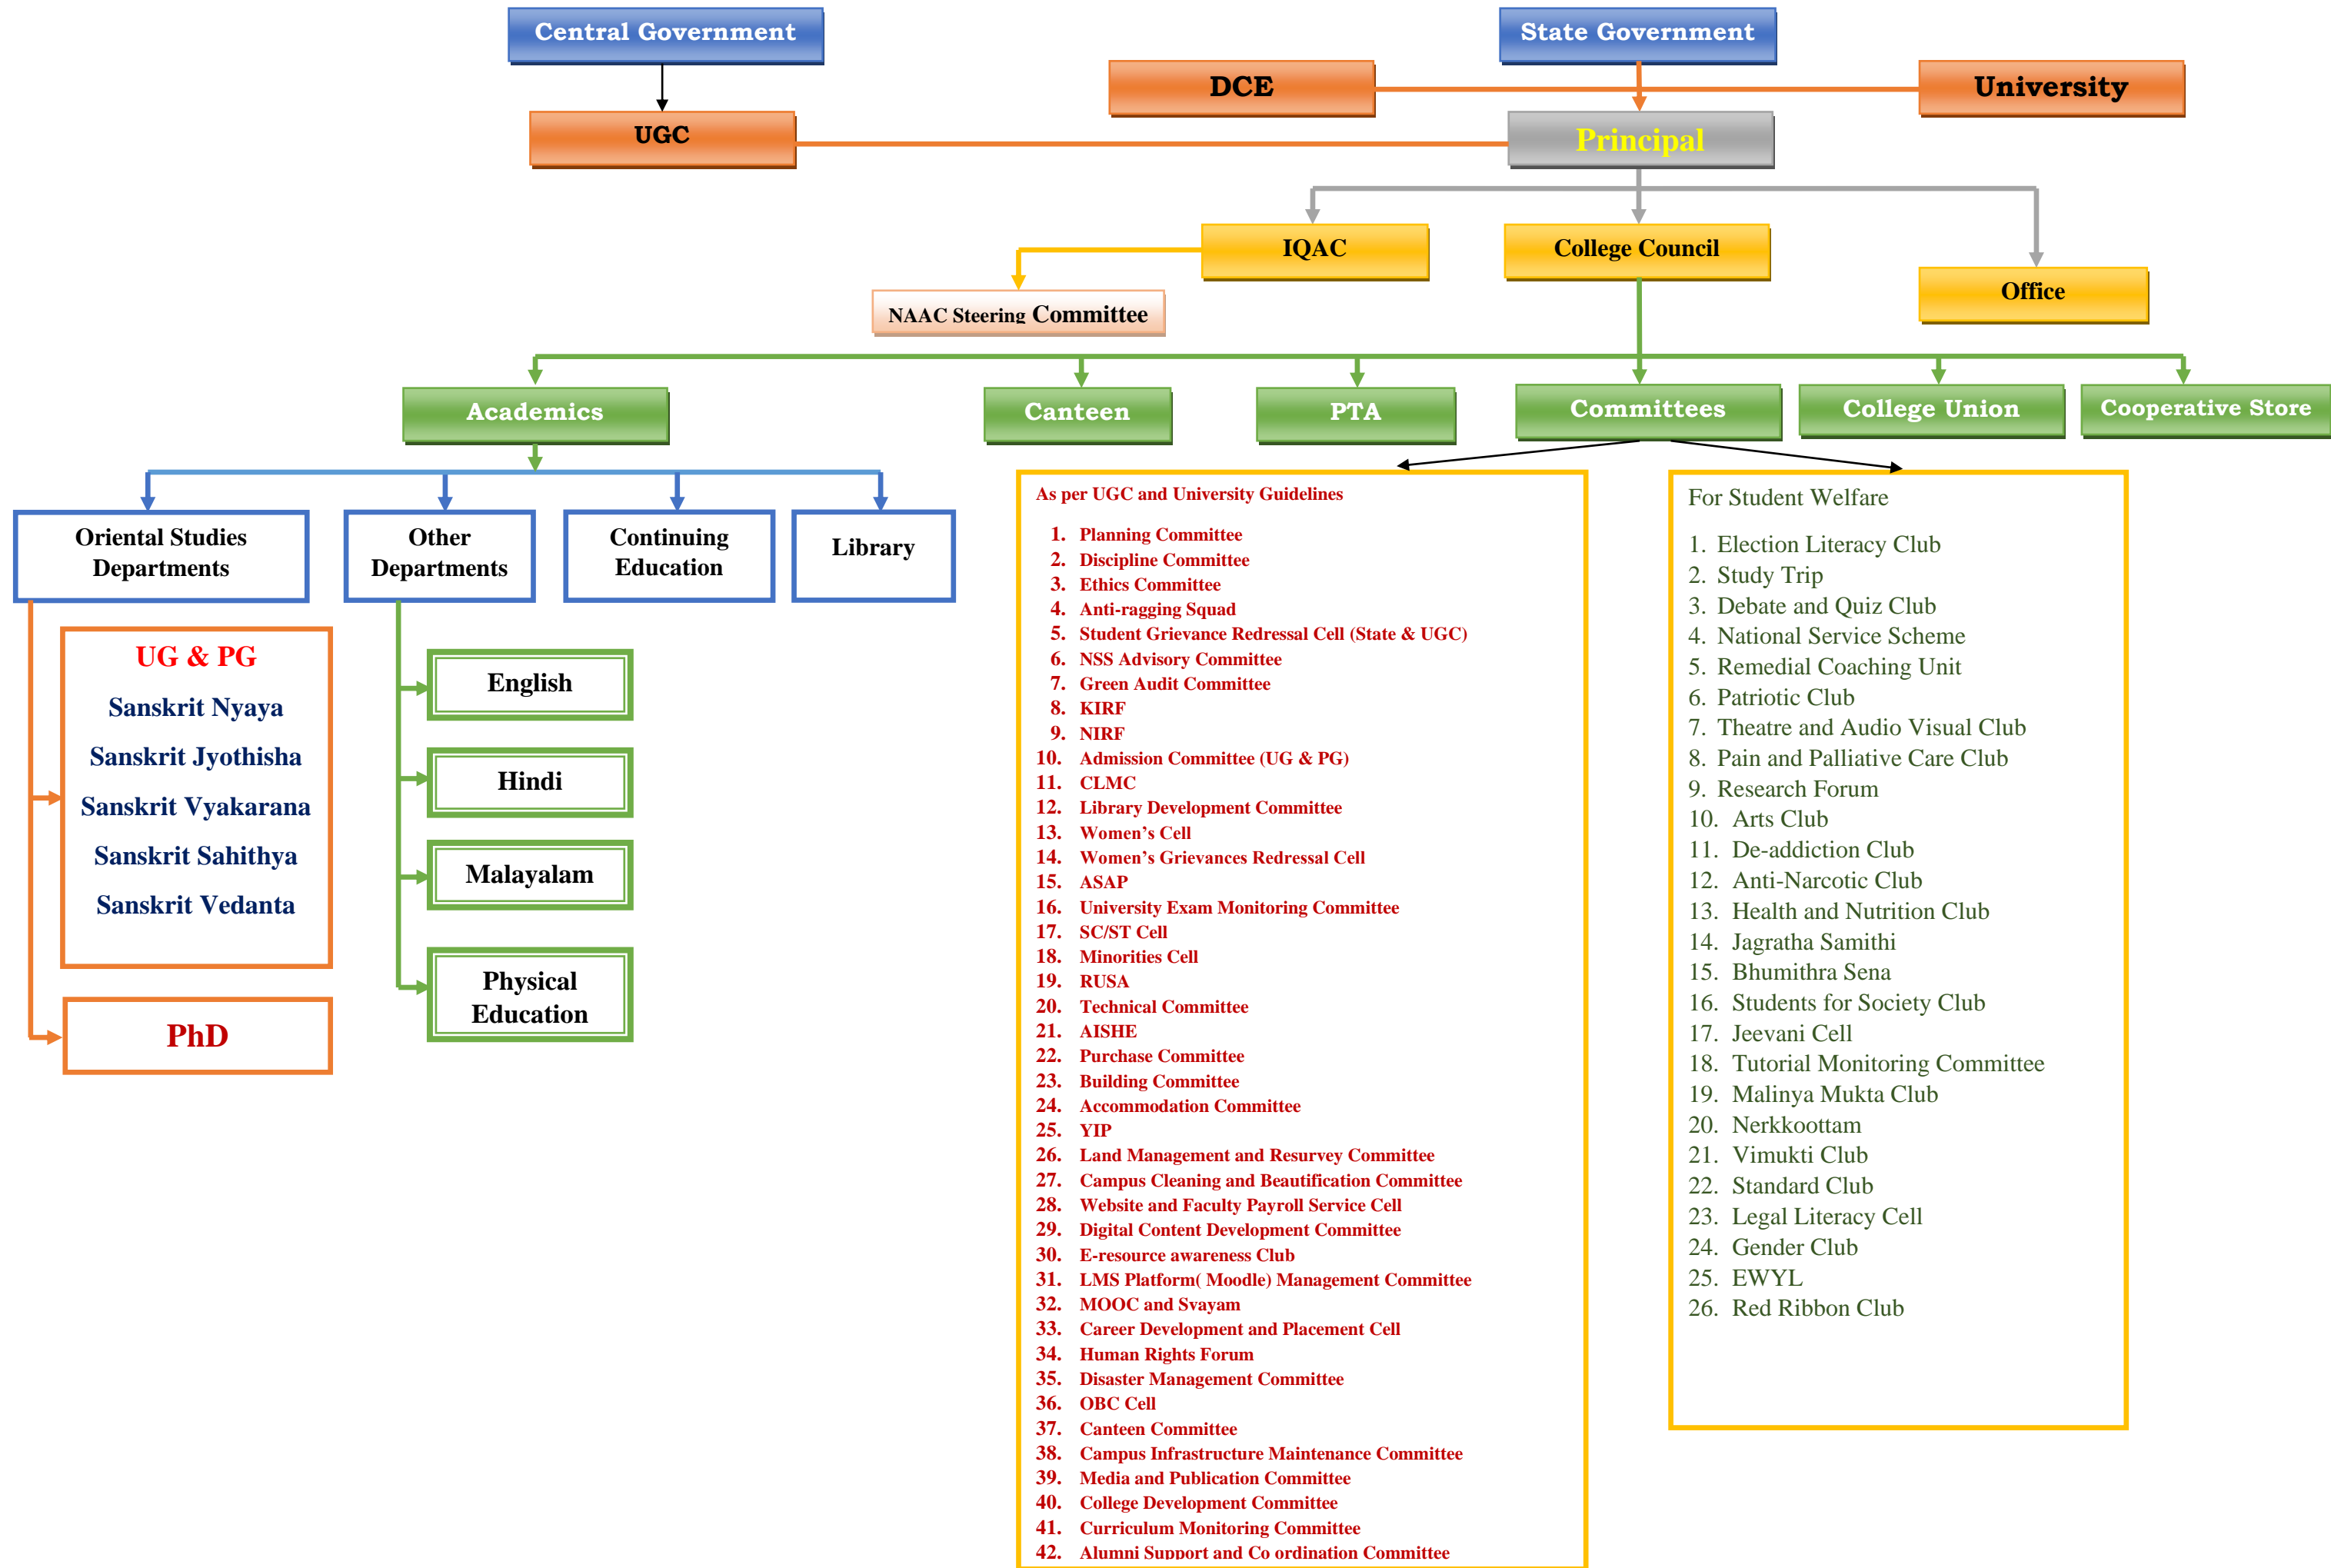 Central Government
State Government
DCE
University
UGC
Principal
IQAC
College Council
Office
NAAC Steering Committee
Academics
Canteen
PTA
Committees
College Union
Cooperative Store
Oriental Studies
Departments
Other
Departments
Continuing
Education
Library
UG & PG
Sanskrit Nyaya
Sanskrit Jyothisha
Sanskrit Vyakarana
Sanskrit Sahithya
Sanskrit Vedanta
PhD
English
Hindi
Malayalam
Physical
Education
As per UGC and University Guidelines
1. Planning Committee
2. Discipline Committee
3. Ethics Committee
4. Anti-ragging Squad
5. Student Grievance Redressal Cell (State & UGC)
6. NSS Advisory Committee
7. Green Audit Committee
8. KIRF
9. NIRF
10. Admission Committee (UG & PG)
11. CLMC
12. Library Development Committee
13. Women’s Cell
14. Women’s Grievances Redressal Cell
15. ASAP
16. University Exam Monitoring Committee
17. SC/ST Cell
18. Minorities Cell
19. RUSA
20. Technical Committee
21. AISHE
22. Purchase Committee
23. Building Committee
24. Accommodation Committee
25. YIP
26. Land Management and Resurvey Committee
27. Campus Cleaning and Beautification Committee
28. Website and Faculty Payroll Service Cell
29. Digital Content Development Committee
30. E-resource awareness Club
31. LMS Platform( Moodle) Management Committee
32. MOOC and Svayam
33. Career Development and Placement Cell
34. Human Rights Forum
35. Disaster Management Committee
36. OBC Cell
37. Canteen Committee
38. Campus Infrastructure Maintenance Committee
39. Media and Publication Committee
40. College Development Committee
41. Curriculum Monitoring Committee
42. Alumni Support and Co ordination Committee
For Student Welfare
1. Election Literacy Club
2. Study Trip
3. Debate and Quiz Club
4. National Service Scheme
5. Remedial Coaching Unit
6. Patriotic Club
7. Theatre and Audio Visual Club
8. Pain and Palliative Care Club
9. Research Forum
10. Arts Club
11. De-addiction Club
12. Anti-Narcotic Club
13. Health and Nutrition Club
14. Jagratha Samithi
15. Bhumithra Sena
16. Students for Society Club
17. Jeevani Cell
18. Tutorial Monitoring Committee
19. Malinya Mukta Club
20. Nerkkoottam
21. Vimukti Club
22. Standard Club
23. Legal Literacy Cell
24. Gender Club
25. EWYL
26. Red Ribbon Club